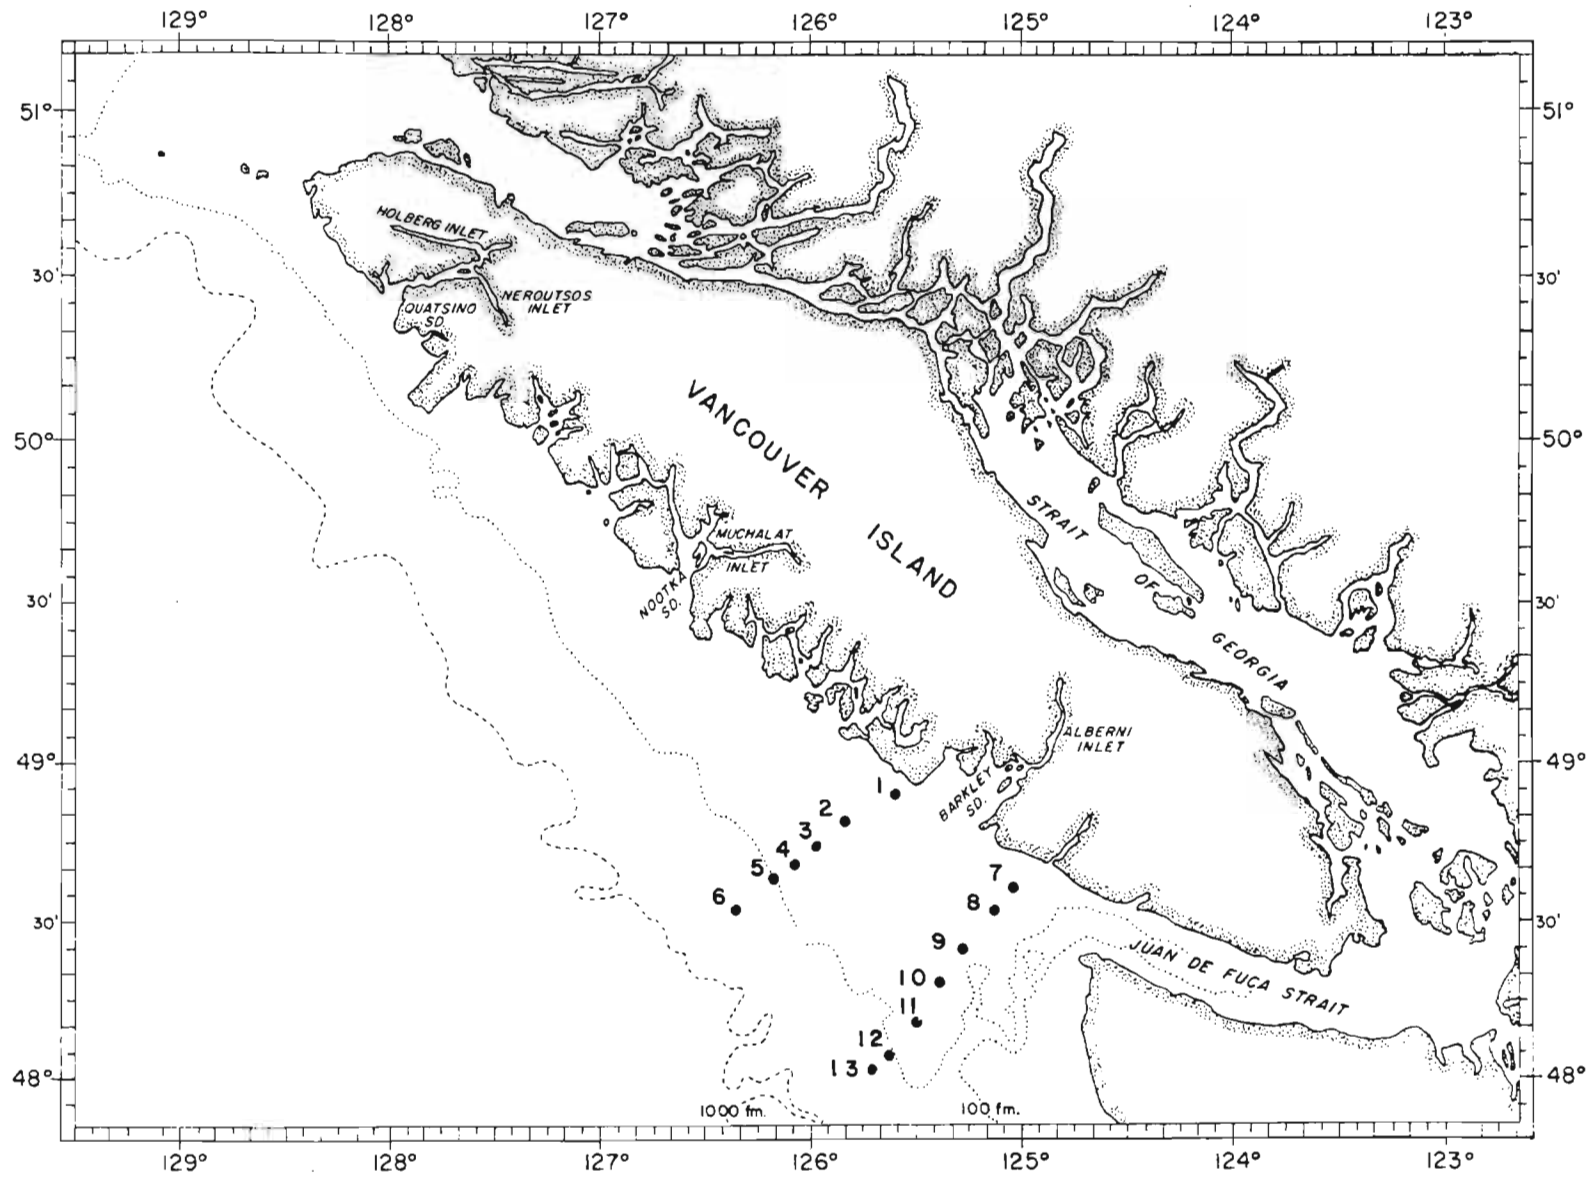 129° 128° 127° 126° 125° 124° 123°
51° 51°
HOLBERG INLET
30' 30'
QUATSINO
SD.
NEROUTSOS
INLET
VANCOUVER
ISLAND
50° 50°
STRAIT
OF
GEORGIA
MUCHALAT
INLET
NOOTKA
SD.
30' 30'
ALBERNI
INLET
BARKLEY
SD.
49° 49°
1
2
3
4
5
6
7
8
30' 30'
9
10
11
12
13
JUAN DE FUCA STRAIT
48° 48°
1000 fm. 100 fm.
129° 128° 127° 126° 125° 124° 123°